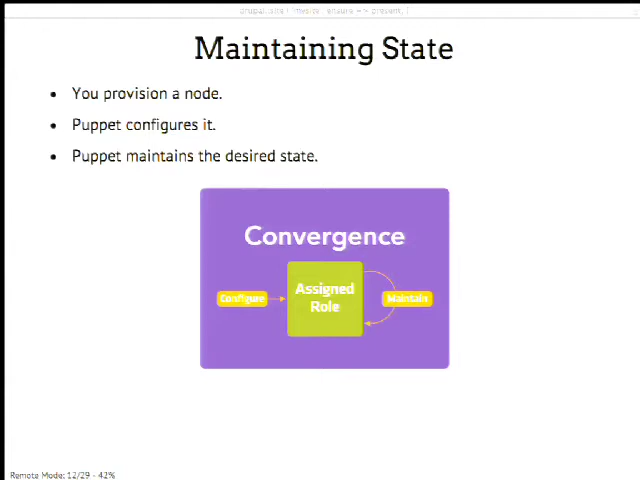 Maintaining State
• You provision a node.
• Puppet configures it.
• Puppet maintains the desired state.
Convergence
Configure
Assigned
Role
Maintain
Remote Mode: 12/29 - 42%